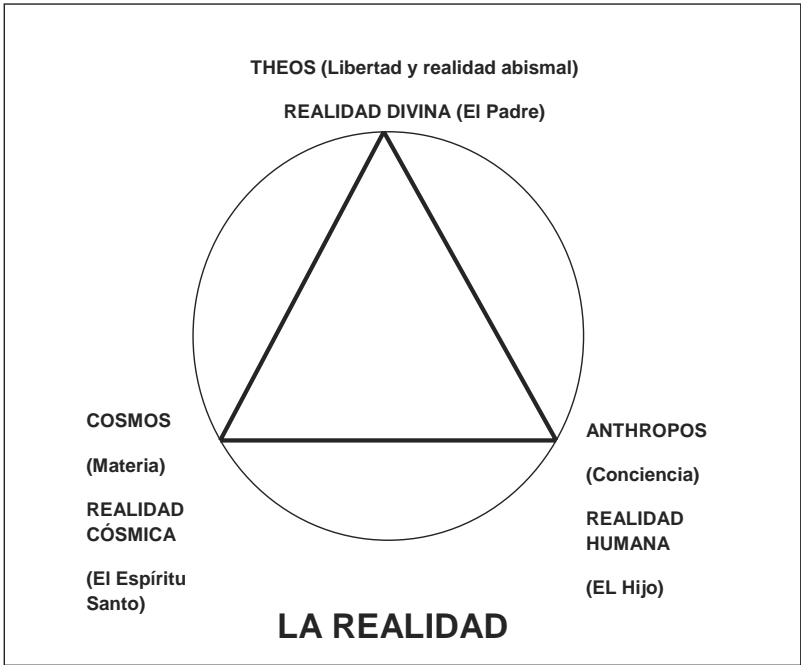 THEOS (Libertad y realidad abismal)
REALIDAD DIVINA (El Padre)
COSMOS
(Materia)
REALIDAD
CÓSMICA
(El Espíritu
Santo)
ANTHROPOS
(Conciencia)
REALIDAD
HUMANA
(EL Hijo)
LA REALIDAD